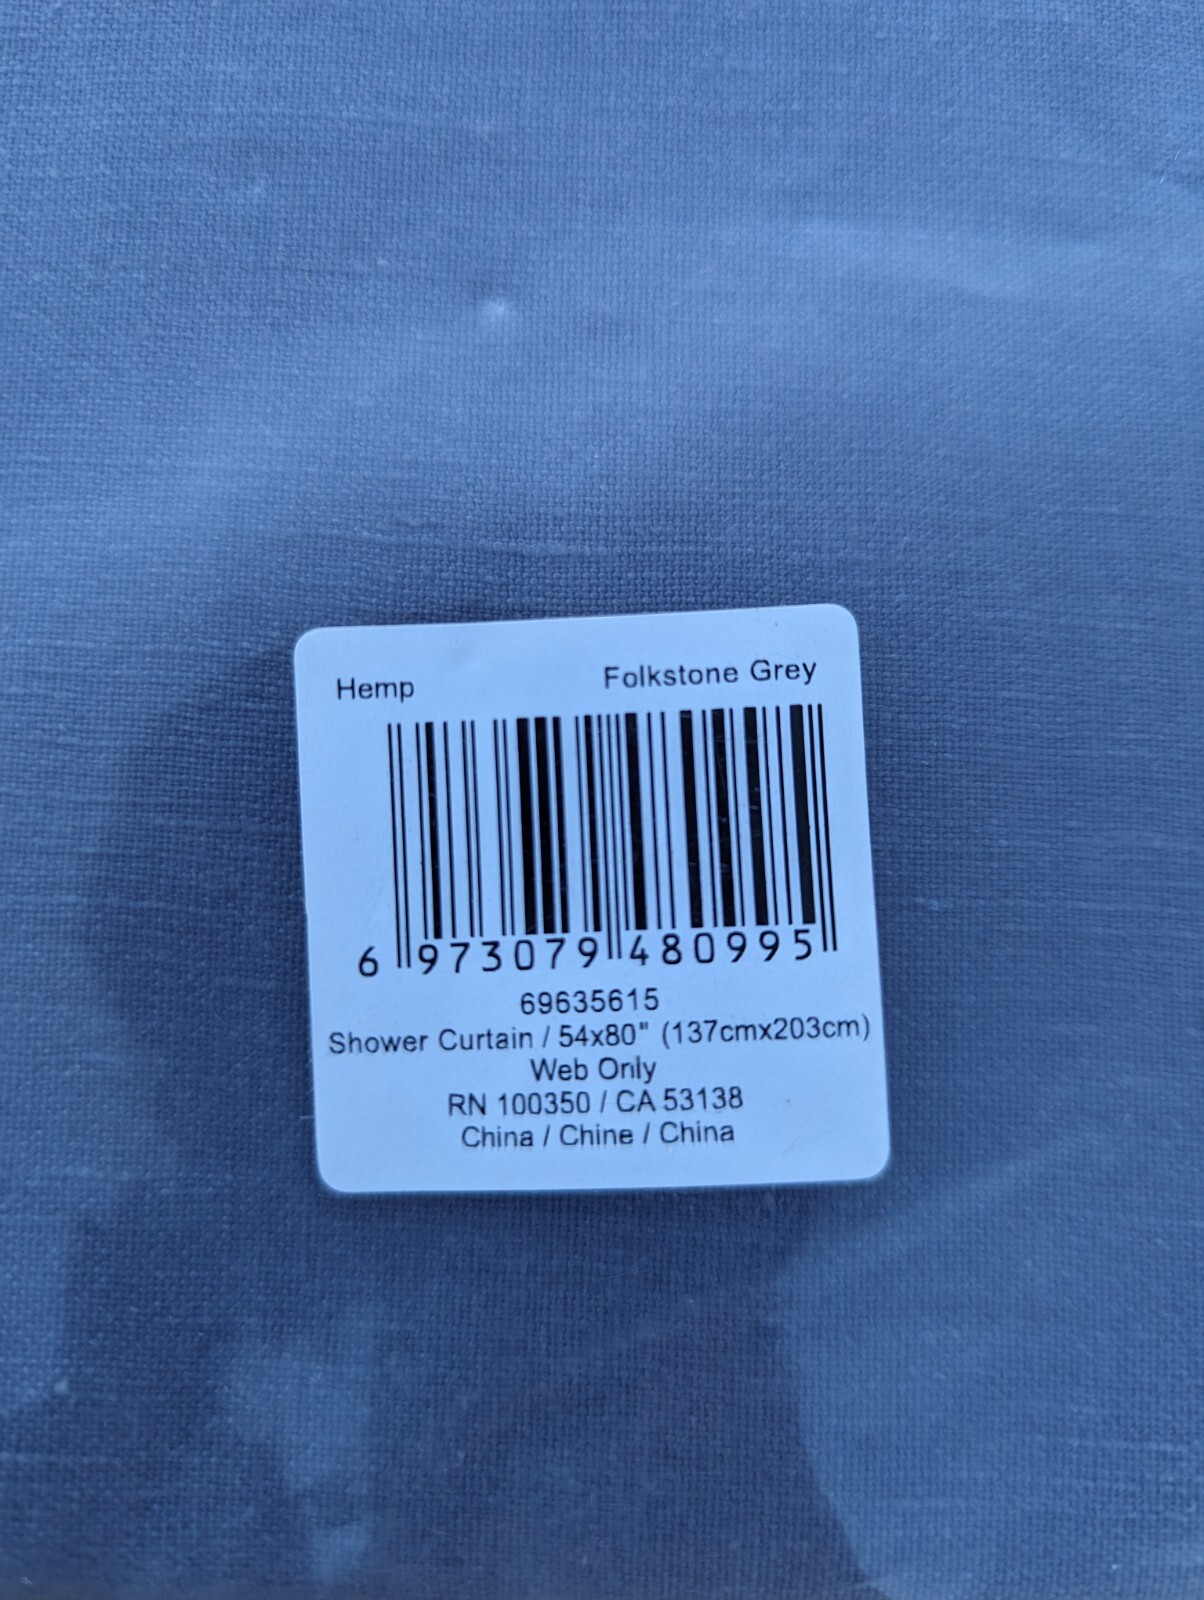 Hemp Folkstone Grey
6 973079 480995
69635615
Shower Curtain / 54x80" (137cmx203cm)
Web Only
RN 100350 / CA 53138
China / Chine / China